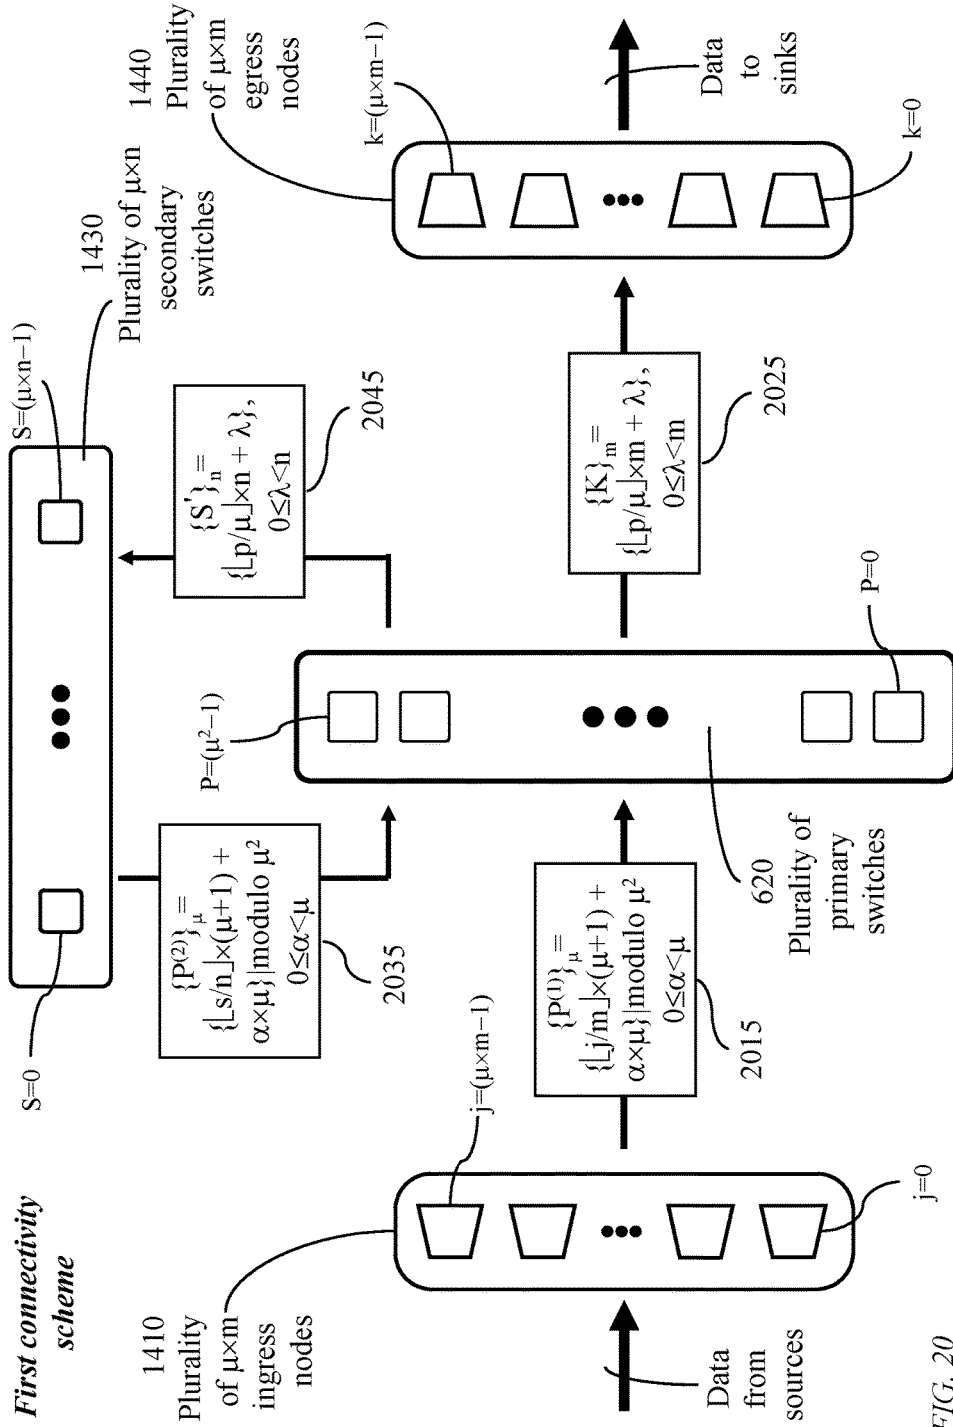 First connectivity
scheme
S=0
S=(μ×n−1)
1430
Plurality of μ×n
secondary
switches
{P⁽²⁾}μ=
{⌊s/n⌋×(μ+1) +
α×μ}|modulo μ²
0≤α<μ
2035
{S'}n=
{⌊p/μ⌋×n + λ},
0≤λ<n
2045
1410
Plurality
of μ×m
ingress
nodes
j=(μ×m−1)
j=0
Data
from
sources
{P⁽¹⁾}μ=
{⌊j/m⌋×(μ+1) +
α×μ}|modulo μ²
0≤α<μ
2015
P=(μ²−1)
P=0
620
Plurality of
primary
switches
{K}m=
{⌊p/μ⌋×m + λ},
0≤λ<m
2025
1440
Plurality
of μ×m
egress
nodes
k=(μ×m−1)
k=0
Data
to
sinks
FIG. 20